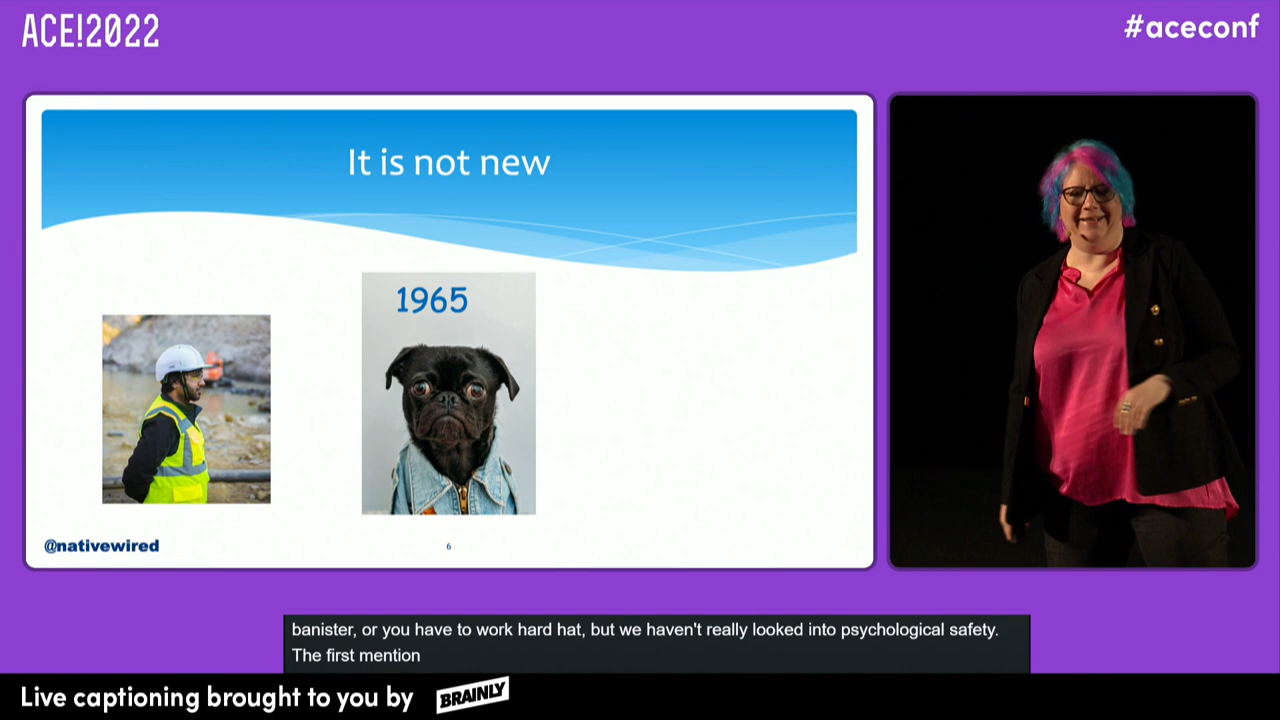 ACE!2022
#aceconf
It is not new
1965
@nativewired
6
banister, or you have to work hard hat, but we haven't really looked into psychological safety.
The first mention
Live captioning brought to you by
BRAINLY